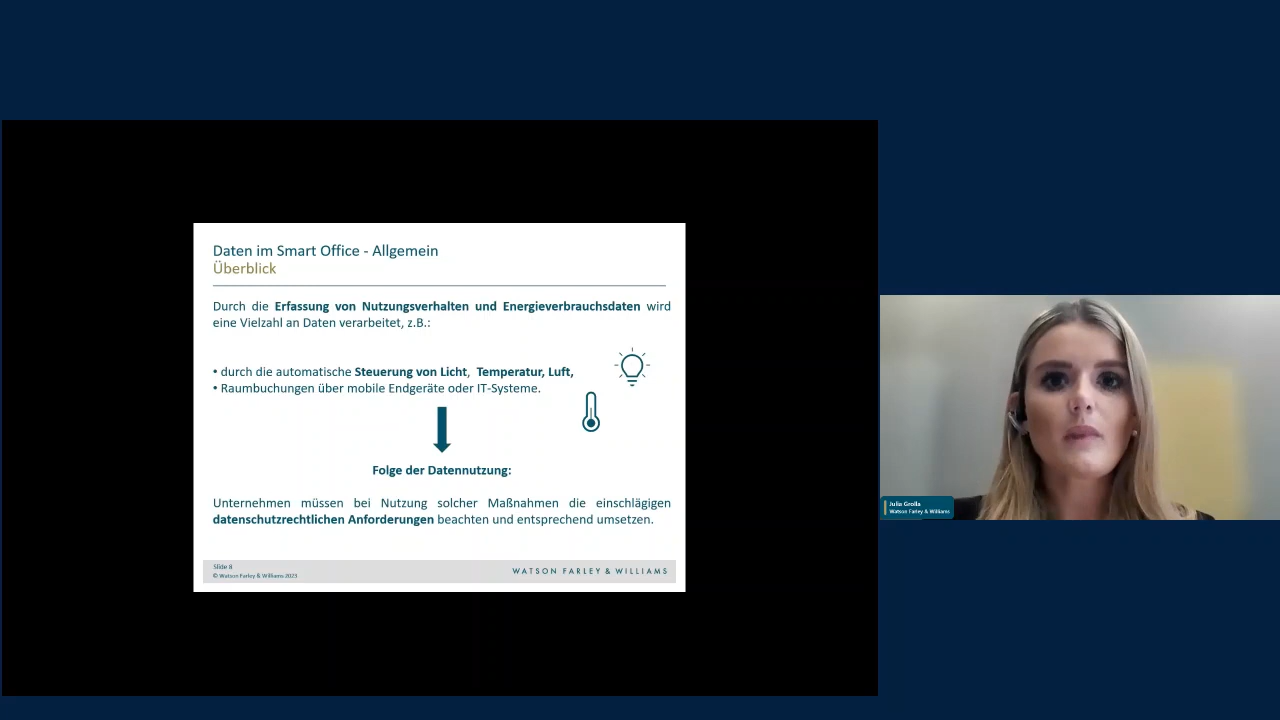 Daten im Smart Office - Allgemein
Überblick
Durch die Erfassung von Nutzungsverhalten und Energieverbrauchsdaten wird
eine Vielzahl an Daten verarbeitet, z.B.:
• durch die automatische Steuerung von Licht, Temperatur, Luft,
• Raumbuchungen über mobile Endgeräte oder IT-Systeme.
Folge der Datennutzung:
Unternehmen müssen bei Nutzung solcher Maßnahmen die einschlägigen
datenschutzrechtlichen Anforderungen beachten und entsprechend umsetzen.
Slide 8
© Watson Farley & Williams 2023
WATSON FARLEY & WILLIAMS
Julia Grolla
Watson Farley & Williams